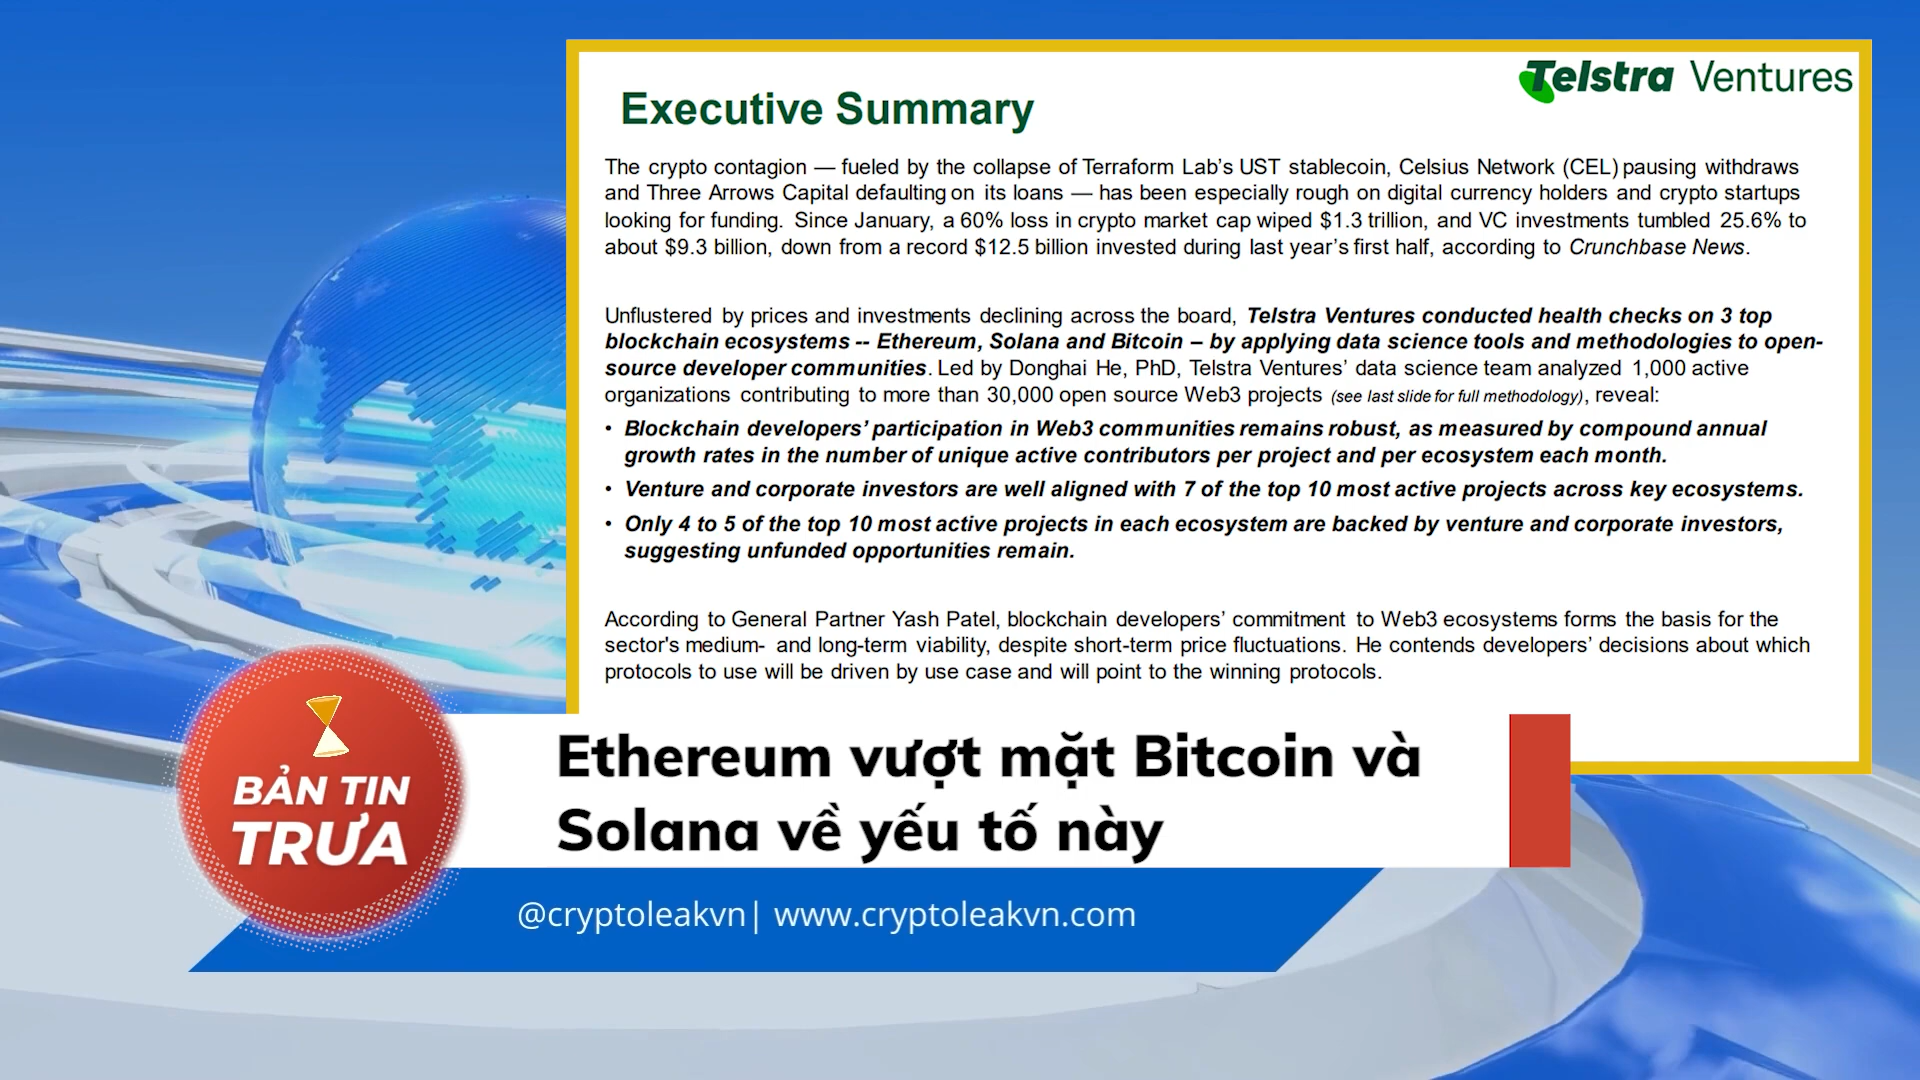 Telstra Ventures
Executive Summary
The crypto contagion — fueled by the collapse of Terraform Lab’s UST stablecoin, Celsius Network (CEL) pausing withdraws
and Three Arrows Capital defaulting on its loans — has been especially rough on digital currency holders and crypto startups
looking for funding. Since January, a 60% loss in crypto market cap wiped $1.3 trillion, and VC investments tumbled 25.6% to
about $9.3 billion, down from a record $12.5 billion invested during last year’s first half, according to Crunchbase News.
Unflustered by prices and investments declining across the board, Telstra Ventures conducted health checks on 3 top
blockchain ecosystems -- Ethereum, Solana and Bitcoin – by applying data science tools and methodologies to open-
source developer communities. Led by Donghai He, PhD, Telstra Ventures’ data science team analyzed 1,000 active
organizations contributing to more than 30,000 open source Web3 projects (see last slide for full methodology), reveal:
• Blockchain developers’ participation in Web3 communities remains robust, as measured by compound annual
growth rates in the number of unique active contributors per project and per ecosystem each month.
• Venture and corporate investors are well aligned with 7 of the top 10 most active projects across key ecosystems.
• Only 4 to 5 of the top 10 most active projects in each ecosystem are backed by venture and corporate investors,
suggesting unfunded opportunities remain.
According to General Partner Yash Patel, blockchain developers’ commitment to Web3 ecosystems forms the basis for the
sector's medium- and long-term viability, despite short-term price fluctuations. He contends developers’ decisions about which
protocols to use will be driven by use case and will point to the winning protocols.
BẢN TIN
TRƯA
Ethereum vượt mặt Bitcoin và
Solana về yếu tố này
@cryptoleakvn| www.cryptoleakvn.com